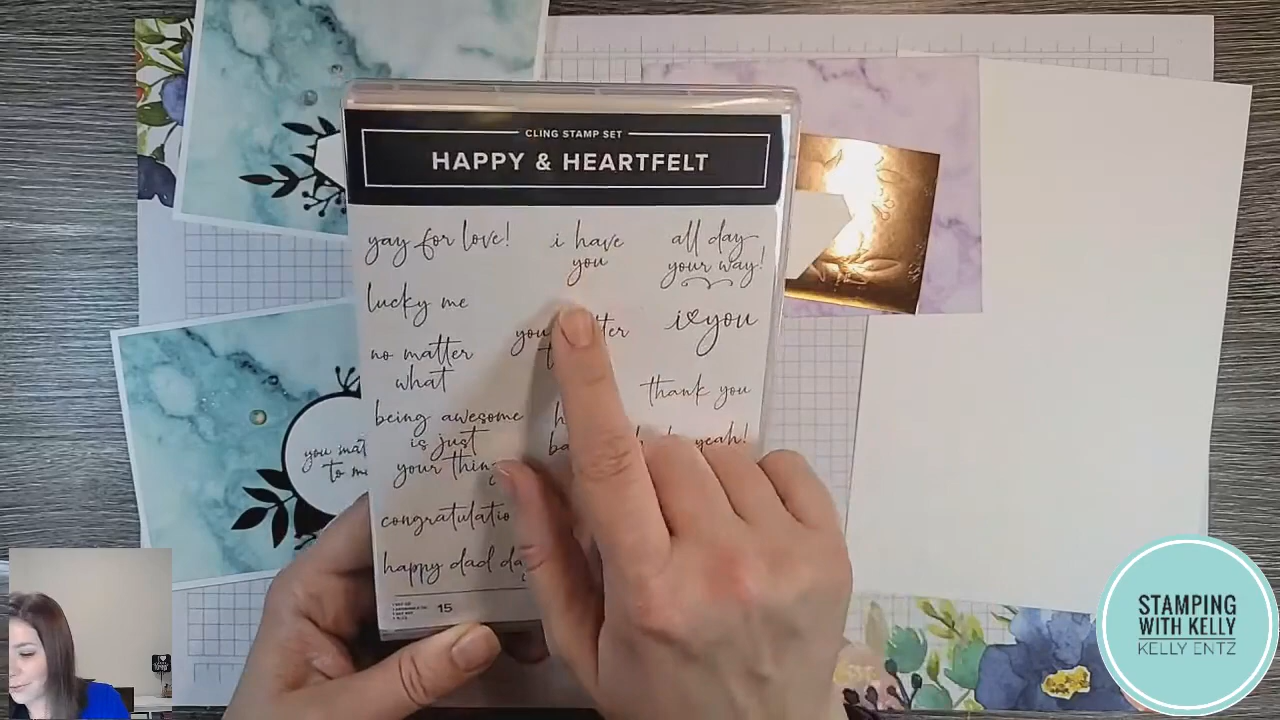 CLING STAMP SET
HAPPY & HEARTFELT
yay for love!
i have
you
all day
your way!
lucky me
you
i you
no matter
what
thank you
being awesome
is just
your thin
yeah!
congratulatio
happy dad da
15
you mat
to m
STAMPING
WITH KELLY
KELLY ENTZ